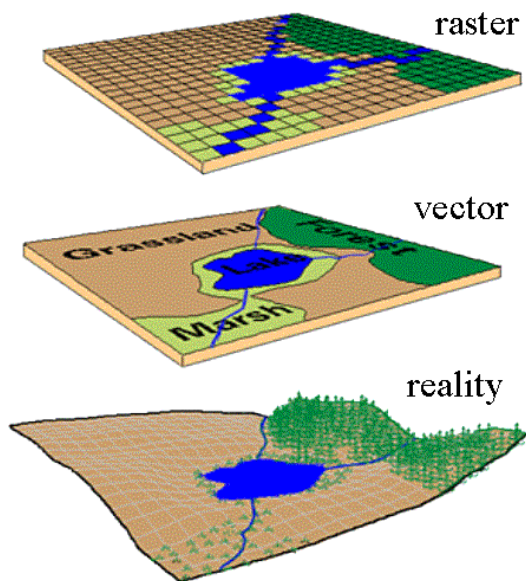 raster
vector
Grassland
Forest
Lake
Marsh
reality